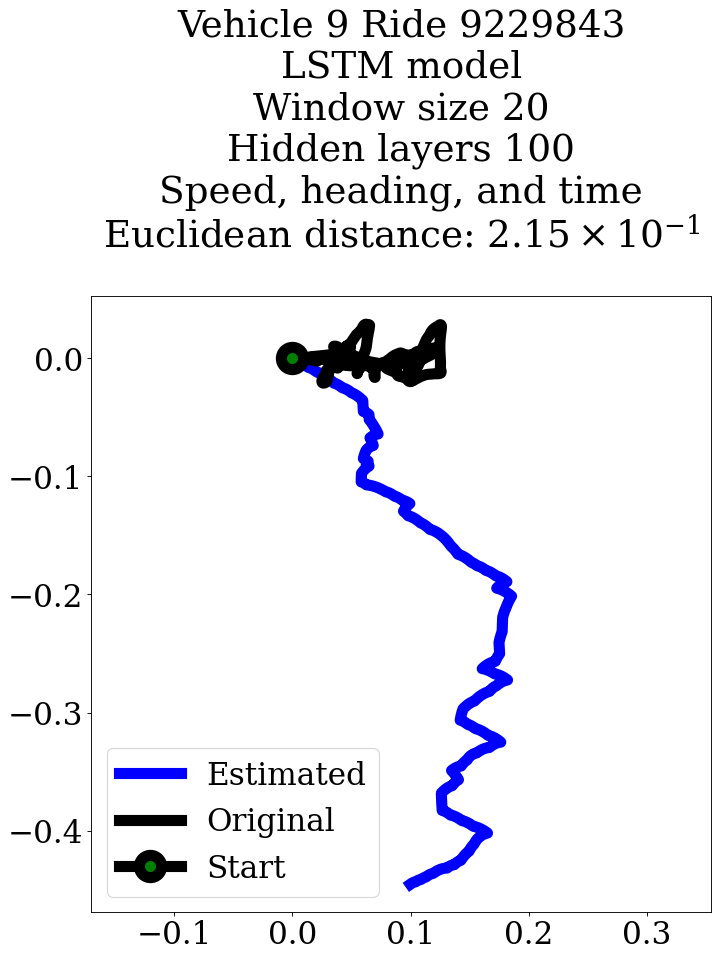 Vehicle 9 Ride 9229843
LSTM model
Window size 20
Hidden layers 100
Speed, heading, and time
Euclidean distance: 2.15 × 10⁻¹
0.0
−0.1
−0.2
−0.3
−0.4
Estimated
Original
Start
−0.1 0.0 0.1 0.2 0.3